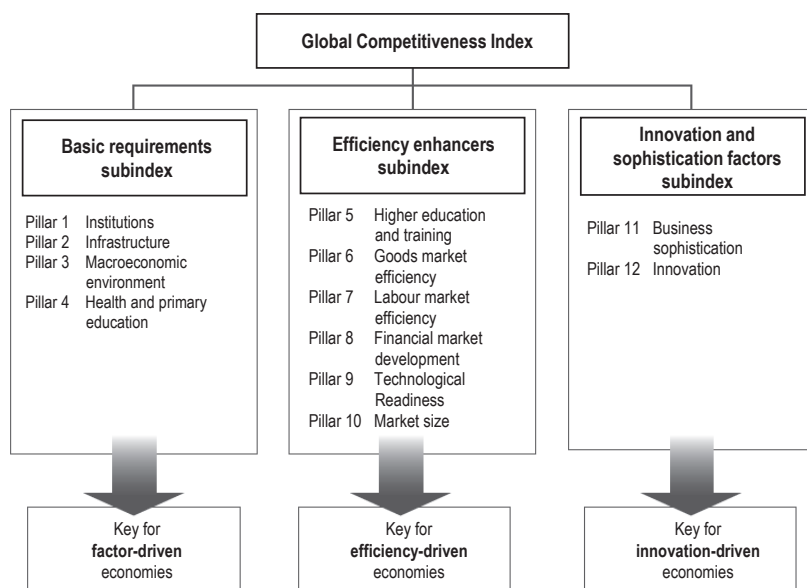 Global Competitiveness Index
Basic requirements
subindex
Pillar 1 Institutions
Pillar 2 Infrastructure
Pillar 3 Macroeconomic
environment
Pillar 4 Health and primary
education
Key for
factor-driven
economies
Efficiency enhancers
subindex
Pillar 5 Higher education
and training
Pillar 6 Goods market
efficiency
Pillar 7 Labour market
efficiency
Pillar 8 Financial market
development
Pillar 9 Technological
Readiness
Pillar 10 Market size
Key for
efficiency-driven
economies
Innovation and
sophistication factors
subindex
Pillar 11 Business
sophistication
Pillar 12 Innovation
Key for
innovation-driven
economies